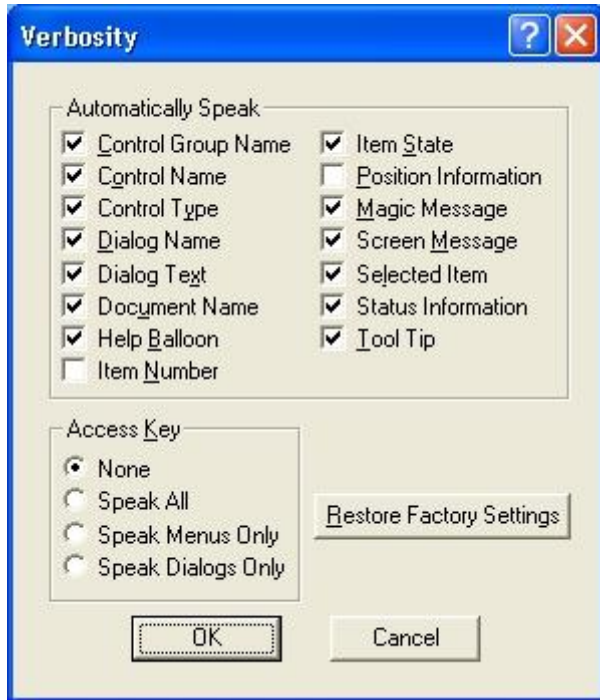 Verbosity
Automatically Speak
Control Group Name
Control Name
Control Type
Dialog Name
Dialog Text
Document Name
Help Balloon
Item Number
Item State
Position Information
Magic Message
Screen Message
Selected Item
Status Information
Tool Tip
Access Key
None
Speak All
Speak Menus Only
Speak Dialogs Only
Restore Factory Settings
OK
Cancel